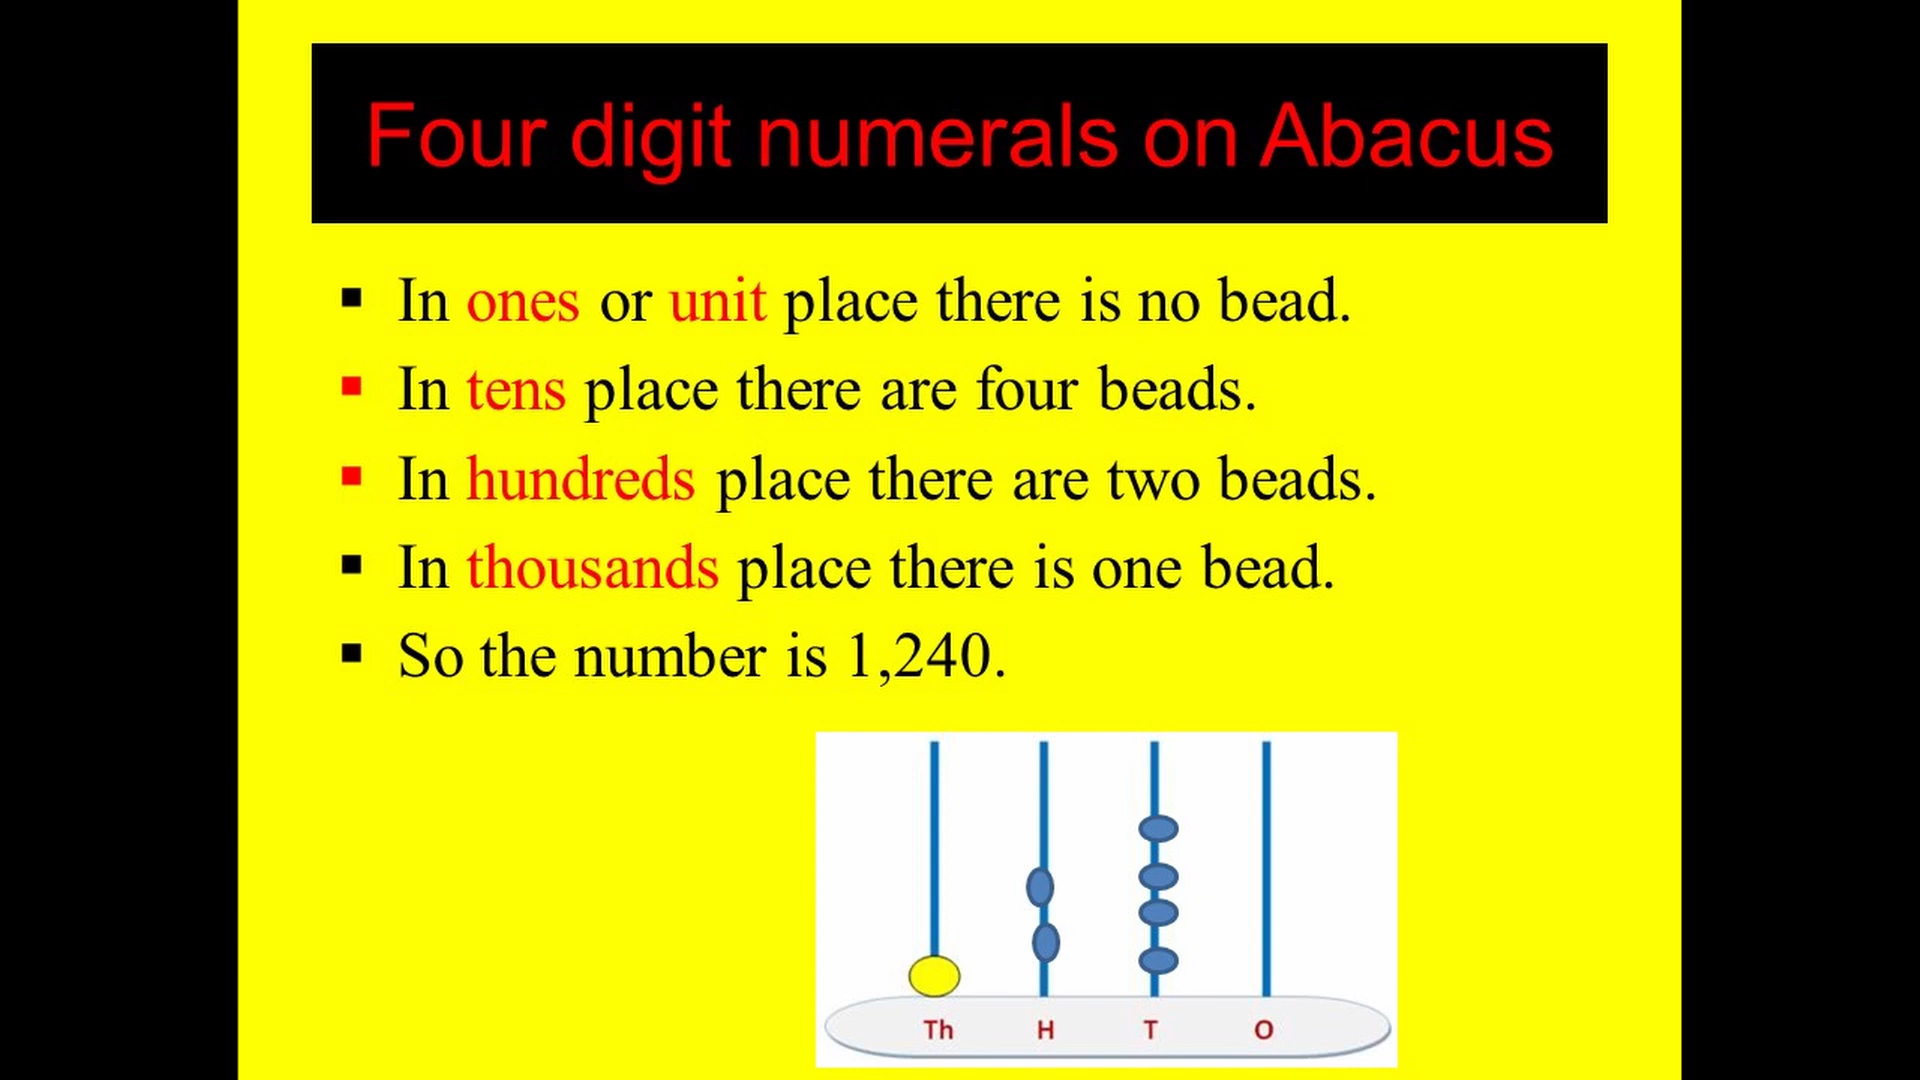 Four digit numerals on Abacus
▪ In ones or unit place there is no bead.
▪ In tens place there are four beads.
▪ In hundreds place there are two beads.
▪ In thousands place there is one bead.
▪ So the number is 1,240.
Th H T O